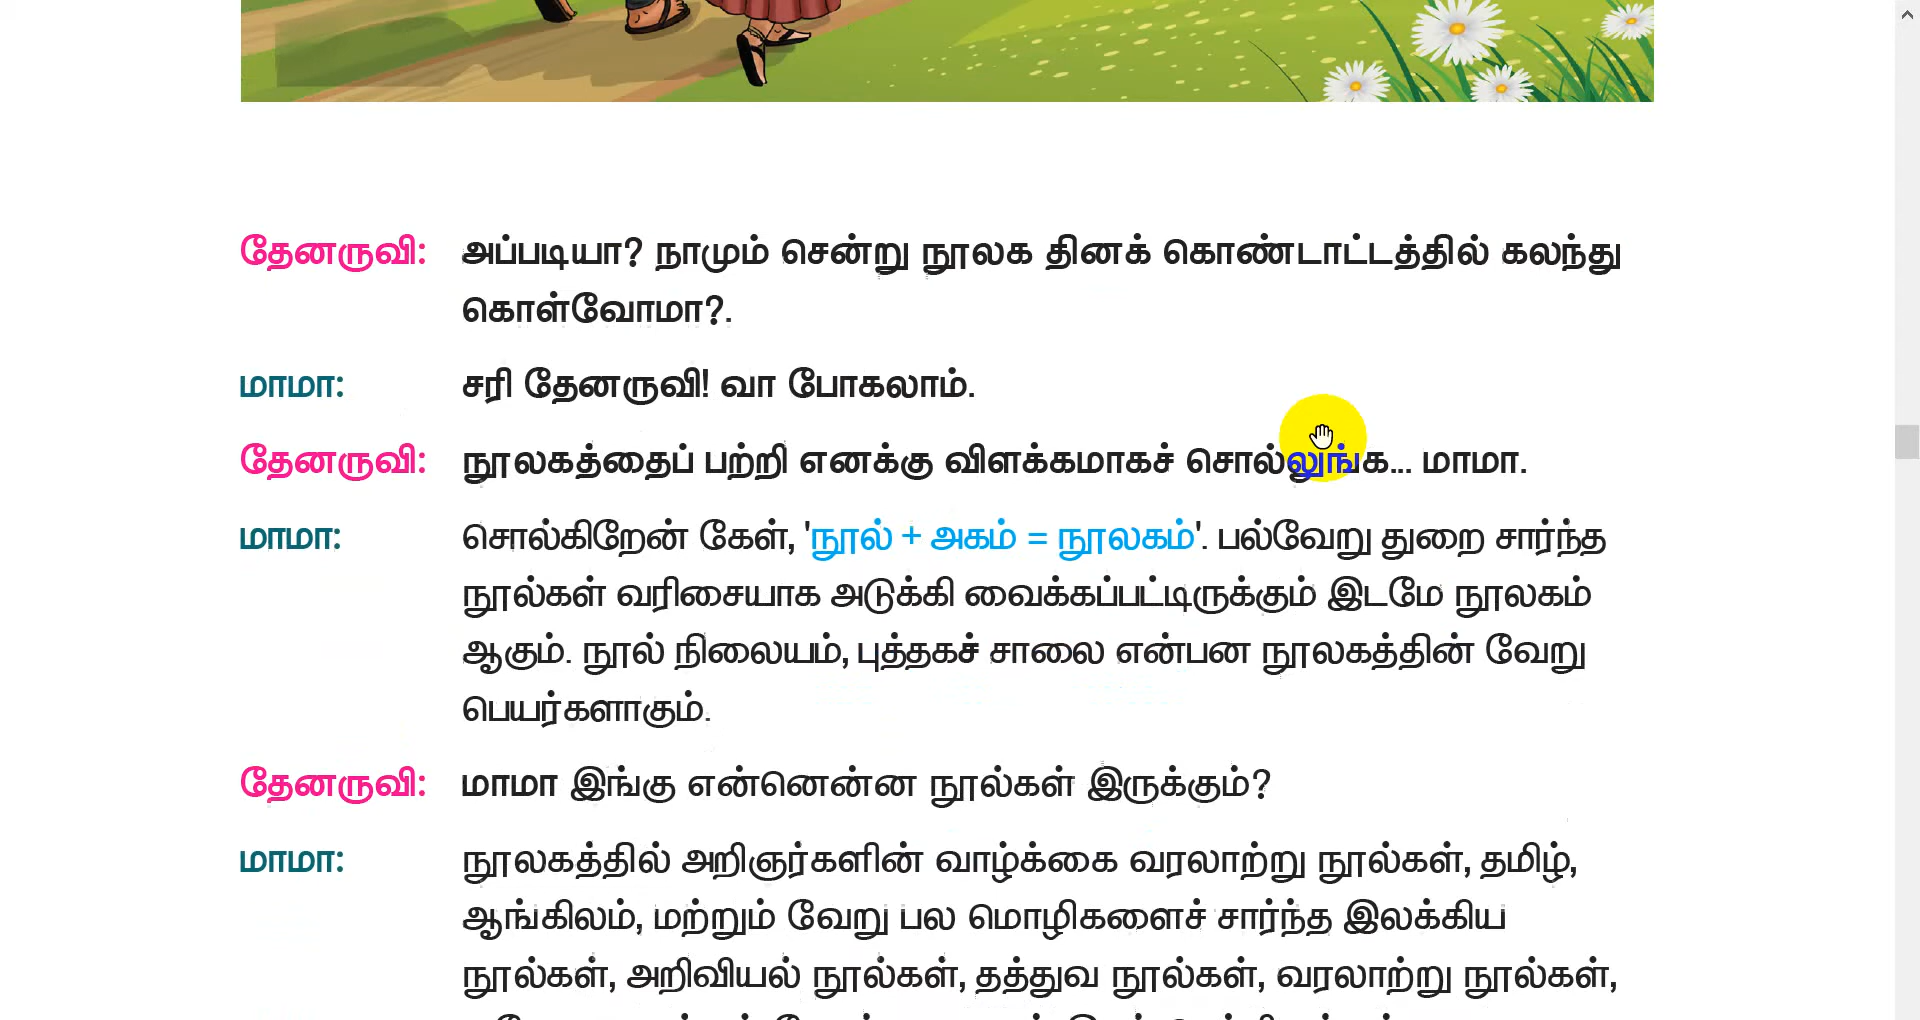 தேனருவி: அப்படியா? நாமும் சென்று நூலக தினக் கொண்டாட்டத்தில் கலந்து
கொள்வோமா?.
மாமா: சரி தேனருவி! வா போகலாம்.
தேனருவி: நூலகத்தைப் பற்றி எனக்கு விளக்கமாகச் சொல்லுங்க... மாமா.
மாமா: சொல்கிறேன் கேள், 'நூல் + அகம் = நூலகம்'. பல்வேறு துறை சார்ந்த
நூல்கள் வரிசையாக அடுக்கி வைக்கப்பட்டிருக்கும் இடமே நூலகம்
ஆகும். நூல் நிலையம், புத்தகச் சாலை என்பன நூலகத்தின் வேறு
பெயர்களாகும்.
தேனருவி: மாமா இங்கு என்னென்ன நூல்கள் இருக்கும்?
மாமா: நூலகத்தில் அறிஞர்களின் வாழ்க்கை வரலாற்று நூல்கள், தமிழ்,
ஆங்கிலம், மற்றும் வேறு பல மொழிகளைச் சார்ந்த இலக்கிய
நூல்கள், அறிவியல் நூல்கள், தத்துவ நூல்கள், வரலாற்று நூல்கள்,